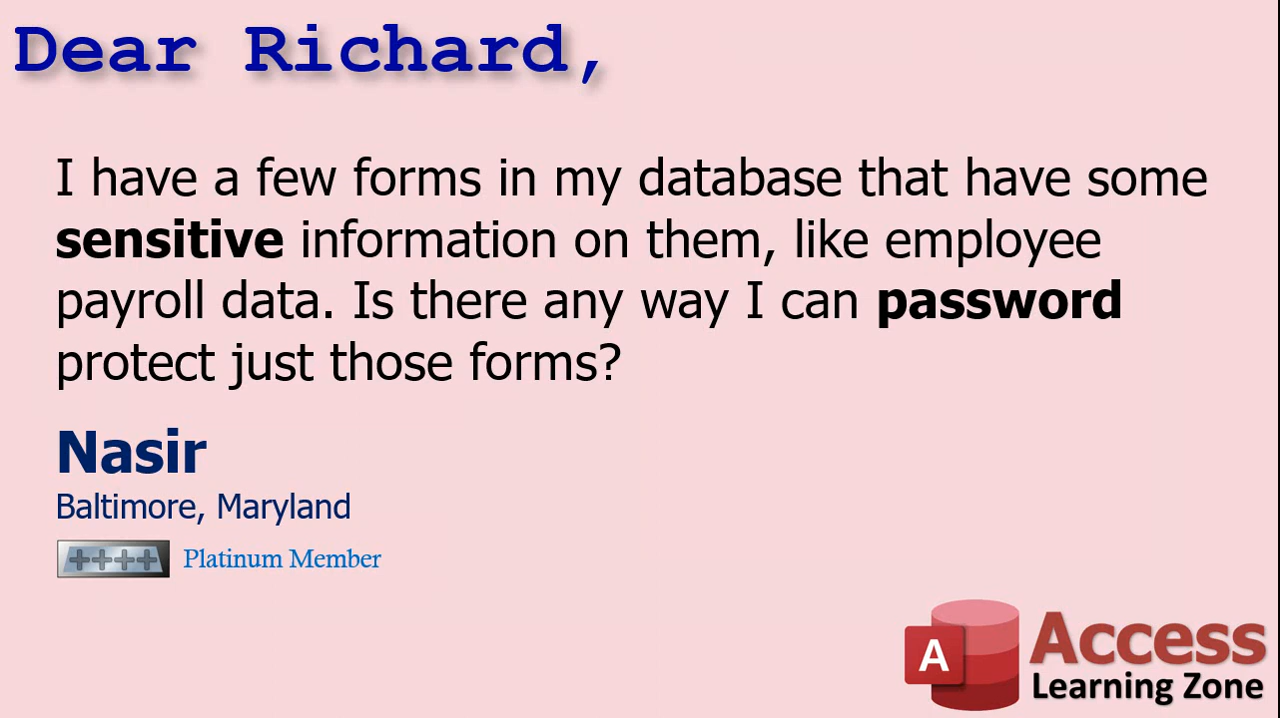 Dear Richard,
I have a few forms in my database that have some
sensitive information on them, like employee
payroll data. Is there any way I can password
protect just those forms?
Nasir
Baltimore, Maryland
++++ Platinum Member
A Access
Learning Zone